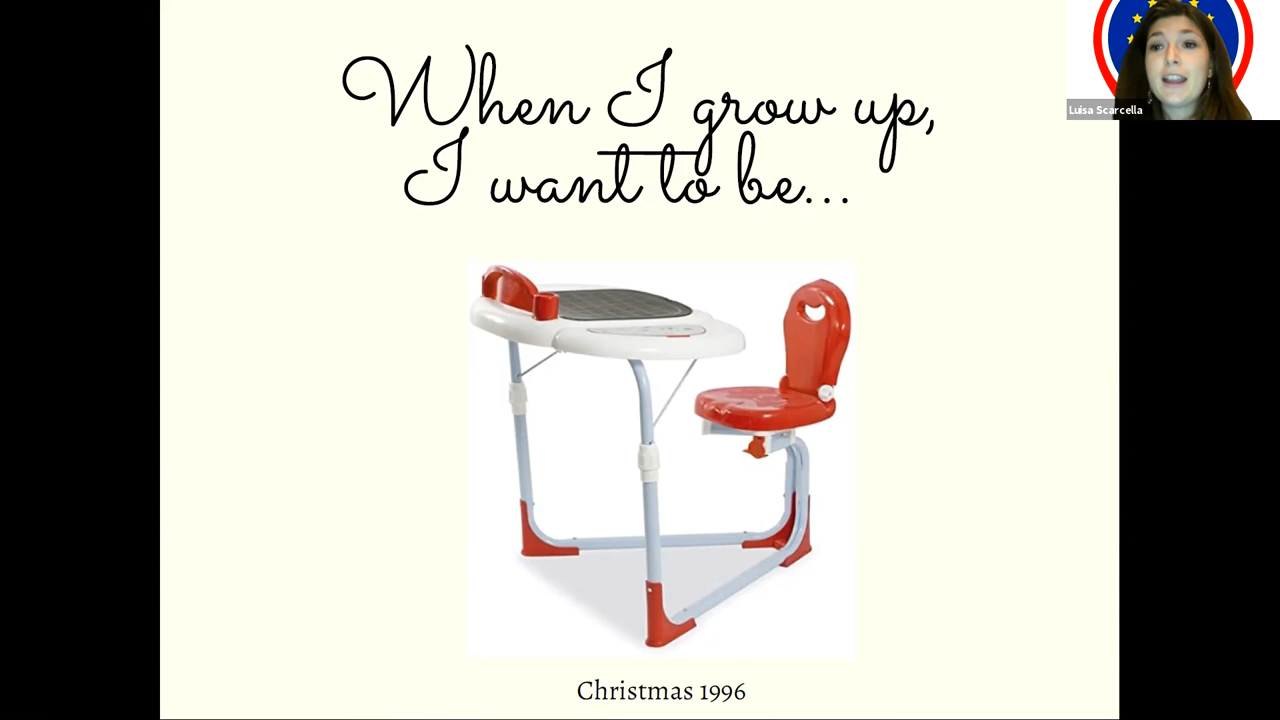 When I grow up,
I want to be...
Luisa Scarcella
Christmas 1996